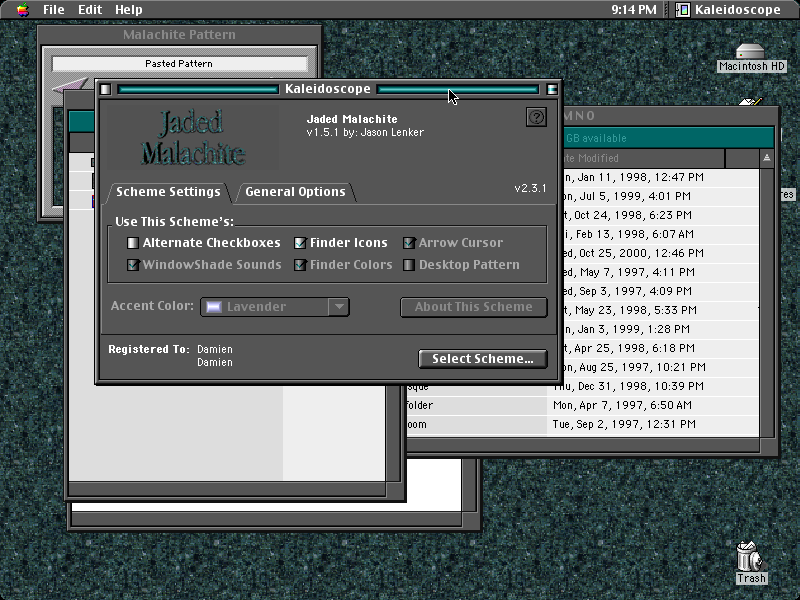 File Edit Help
9:14 PM Kaleidoscope
Malachite Pattern
Pasted Pattern
Macintosh HD
Kaleidoscope
Jaded
Malachite
Jaded Malachite
v1.5.1 by: Jason Lenker
?
v2.3.1
Scheme Settings
General Options
Use This Scheme's:
Alternate Checkboxes
Finder Icons
Arrow Cursor
WindowShade Sounds
Finder Colors
Desktop Pattern
Accent Color:
Lavender
About This Scheme
Registered To: Damien
Damien
Select Scheme...
M N O
GB available
Modified
n, Jan 11, 1998, 12:47 PM
n, Jul 5, 1999, 4:01 PM
t, Oct 24, 1998, 6:23 PM
i, Feb 13, 1998, 6:07 AM
ed, Oct 25, 2000, 12:46 PM
ed, May 7, 1997, 4:11 PM
ed, Sep 3, 1997, 4:09 PM
t, May 23, 1998, 5:33 PM
n, Jan 3, 1999, 1:28 PM
t, Apr 25, 1998, 6:18 PM
on, Aug 25, 1997, 10:21 PM
sque Thu, Dec 31, 1998, 10:39 PM
folder Mon, Apr 7, 1997, 6:50 AM
oom Tue, Sep 2, 1997, 12:31 PM
res
Trash